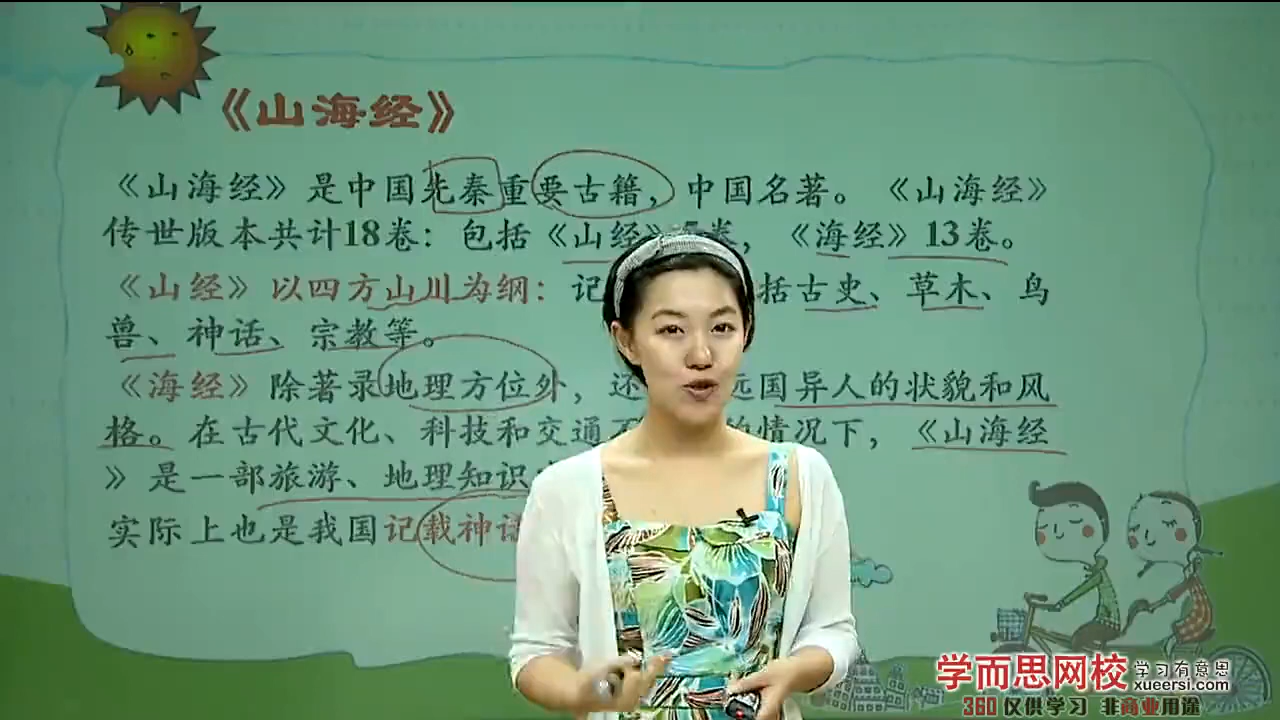 《山海经》
《山海经》是中国先秦重要古籍，中国名著。《山海经》
传世版本共计18卷：包括《山经》5卷，《海经》13卷。
《山经》以四方山川为纲：记 括古史、草木、鸟
兽、神话、宗教等。
《海经》除著录地理方位外，还 远国异人的状貌和风
格。在古代文化、科技和交通不 的情况下，《山海经
》是一部旅游、地理知识
实际上也是我国记载神话
学而思网校 学习有意思
xueersi.com
360 仅供学习 非商业用途